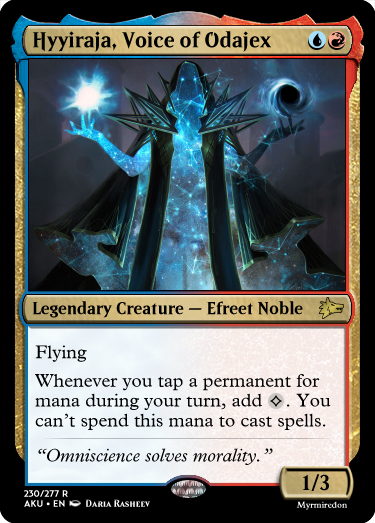 Hyyiraja, Voice of Odajex
Legendary Creature — Efreet Noble
Flying
Whenever you tap a permanent for
mana during your turn, add ◇. You
can't spend this mana to cast spells.
“Omniscience solves morality.”
1/3
230/277 R
AKU • EN Daria Rasheev
Myrmiredon